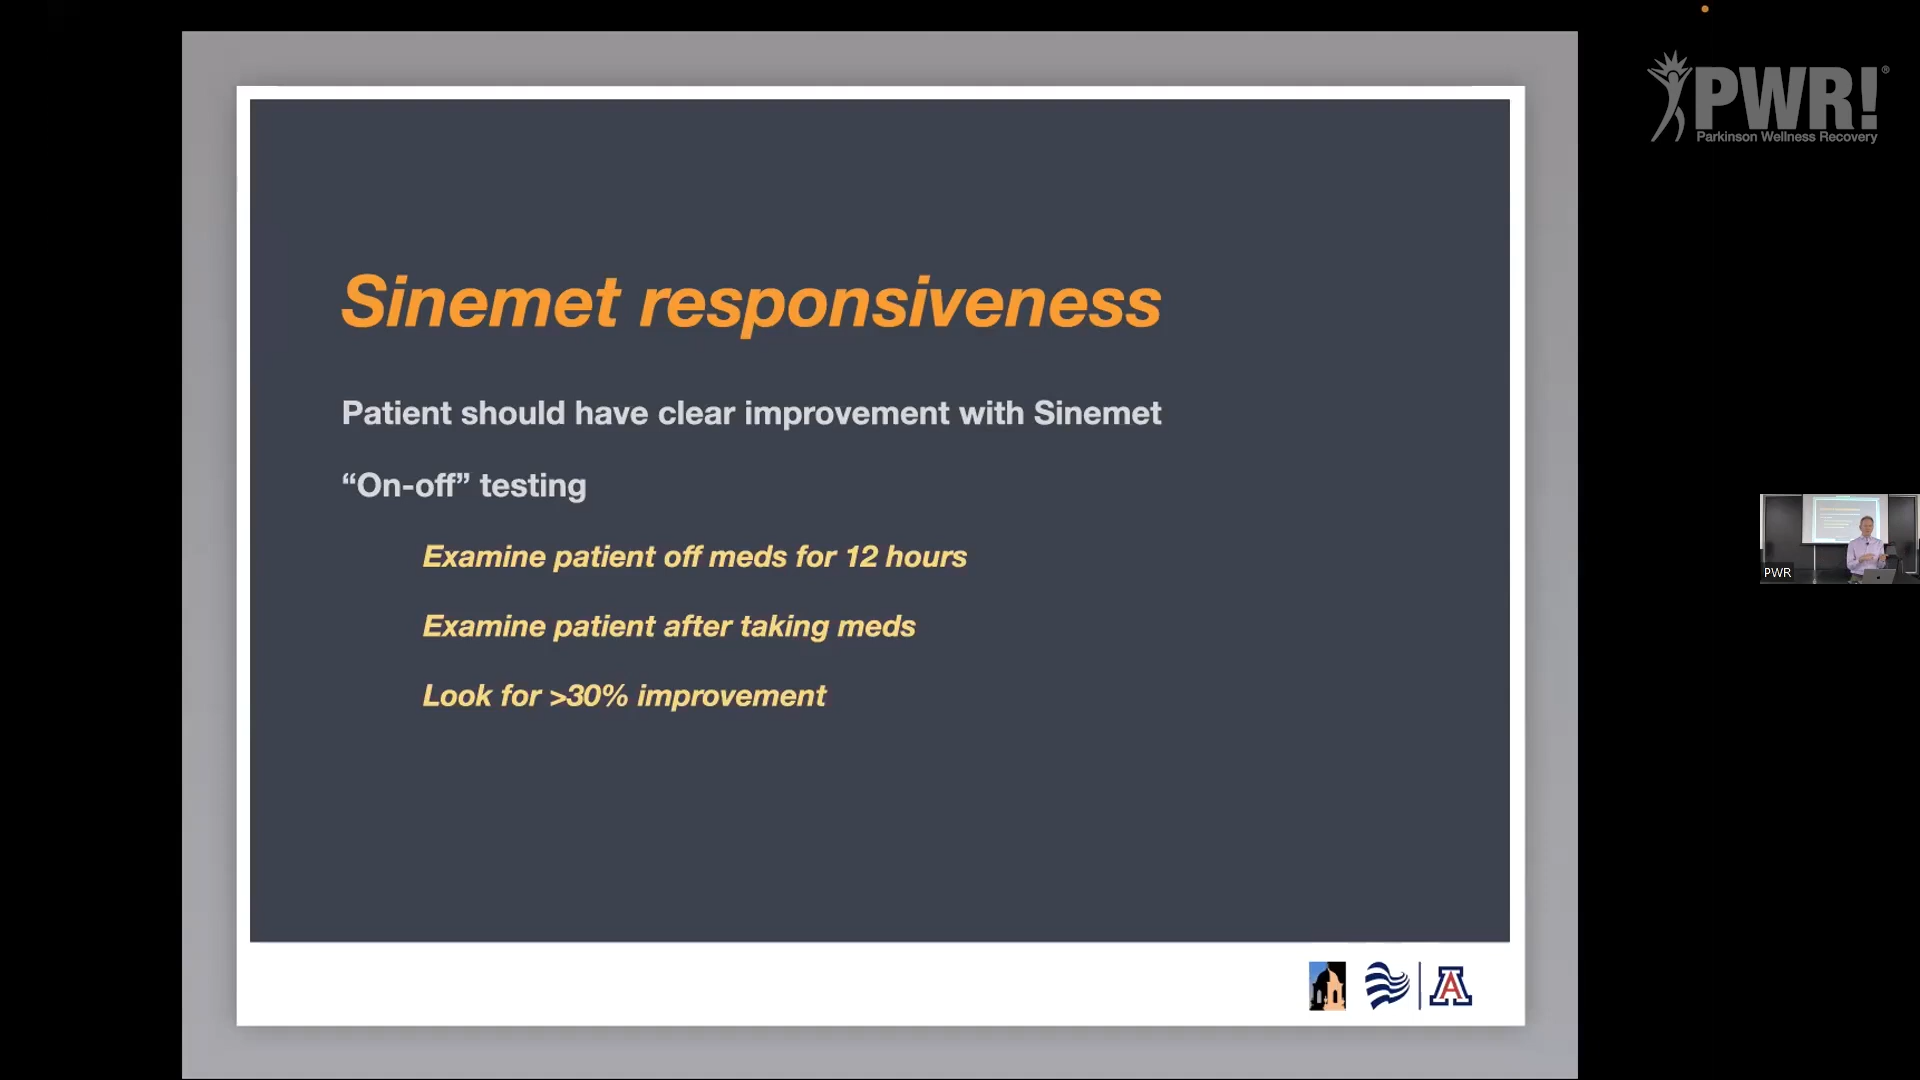 PWR!®
Parkinson Wellness Recovery
Sinemet responsiveness
Patient should have clear improvement with Sinemet
“On-off” testing
Examine patient off meds for 12 hours
Examine patient after taking meds
Look for >30% improvement
PWR
A